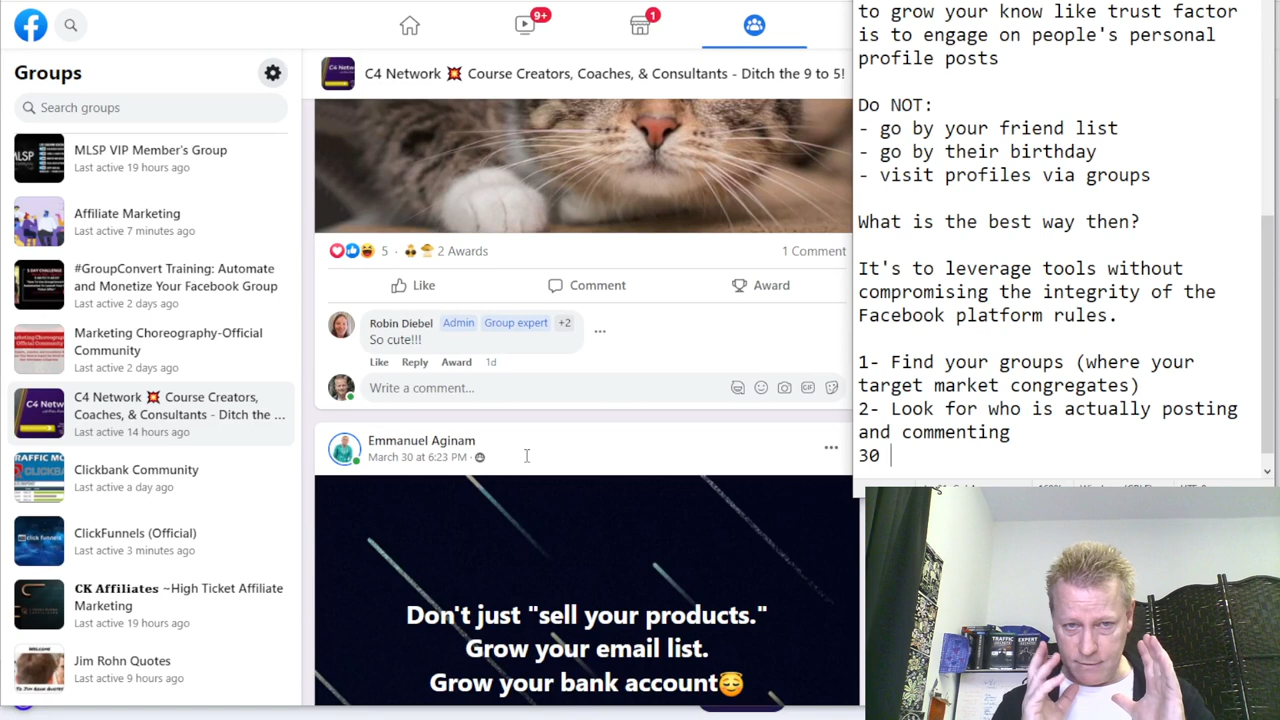 9+
1
Groups
Search groups
MLSP VIP Member's Group
Last active 19 hours ago
Affiliate Marketing
Last active 7 minutes ago
#GroupConvert Training: Automate
and Monetize Your Facebook Group
Last active 2 days ago
Marketing Choreography-Official
Community
Last active 2 days ago
C4 Network 💥 Course Creators,
Coaches, & Consultants - Ditch the ...
Last active 14 hours ago
Clickbank Community
Last active a day ago
ClickFunnels (Official)
Last active 3 minutes ago
CK Affiliates ~High Ticket Affiliate
Marketing
Last active 19 hours ago
Jim Rohn Quotes
Last active 9 hours ago
C4 Network 💥 Course Creators, Coaches, & Consultants - Ditch the 9 to 5!
5 · 2 Awards
1 Comment
Like
Comment
Award
Robin Diebel Admin Group expert +2
So cute!!!
Like Reply Award 1d
Write a comment...
Emmanuel Aginam
March 30 at 6:23 PM ·
Don't just "sell your products."
Grow your email list.
Grow your bank account😌
to grow your know like trust factor
is to engage on people's personal
profile posts
Do NOT:
- go by your friend list
- go by their birthday
- visit profiles via groups
What is the best way then?
It's to leverage tools without
compromising the integrity of the
Facebook platform rules.
1- Find your groups (where your
target market congregates)
2- Look for who is actually posting
and commenting
30
TRAFFIC
EXPERT